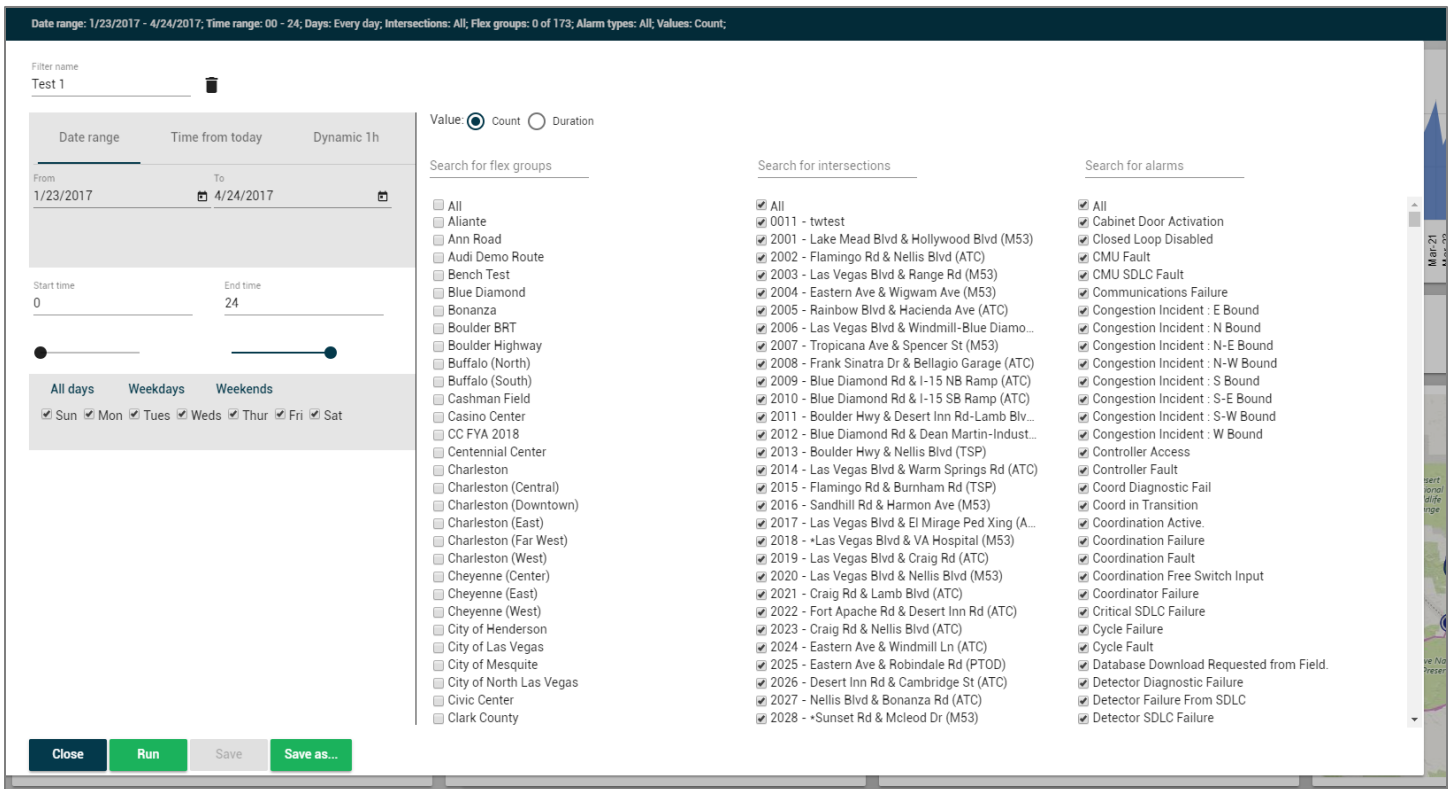 Date range: 1/23/2017 - 4/24/2017; Time range: 00 - 24; Days: Every day; Intersections: All; Flex groups: 0 of 173; Alarm types: All; Values: Count;
Filter name
Test 1
Date range Time from today Dynamic 1h
From To
1/23/2017 4/24/2017
Start time End time
0 24
All days Weekdays Weekends
Sun Mon Tues Weds Thur Fri Sat
Value: Count Duration
Search for flex groups
All
Aliante
Ann Road
Audi Demo Route
Bench Test
Blue Diamond
Bonanza
Boulder BRT
Boulder Highway
Buffalo (North)
Buffalo (South)
Cashman Field
Casino Center
CC FYA 2018
Centennial Center
Charleston
Charleston (Central)
Charleston (Downtown)
Charleston (East)
Charleston (Far West)
Charleston (West)
Cheyenne (Center)
Cheyenne (East)
Cheyenne (West)
City of Henderson
City of Las Vegas
City of Mesquite
City of North Las Vegas
Civic Center
Clark County
Search for intersections
All
0011 - twtest
2001 - Lake Mead Blvd & Hollywood Blvd (M53)
2002 - Flamingo Rd & Nellis Blvd (ATC)
2003 - Las Vegas Blvd & Range Rd (M53)
2004 - Eastern Ave & Wigwam Ave (M53)
2005 - Rainbow Blvd & Hacienda Ave (ATC)
2006 - Las Vegas Blvd & Windmill-Blue Diamo...
2007 - Tropicana Ave & Spencer St (M53)
2008 - Frank Sinatra Dr & Bellagio Garage (ATC)
2009 - Blue Diamond Rd & I-15 NB Ramp (ATC)
2010 - Blue Diamond Rd & I-15 SB Ramp (ATC)
2011 - Boulder Hwy & Desert Inn Rd-Lamb Blv...
2012 - Blue Diamond Rd & Dean Martin-Indust...
2013 - Boulder Hwy & Nellis Blvd (TSP)
2014 - Las Vegas Blvd & Warm Springs Rd (ATC)
2015 - Flamingo Rd & Burnham Rd (TSP)
2016 - Sandhill Rd & Harmon Ave (M53)
2017 - Las Vegas Blvd & El Mirage Ped Xing (A...
2018 - *Las Vegas Blvd & VA Hospital (M53)
2019 - Las Vegas Blvd & Craig Rd (ATC)
2020 - Las Vegas Blvd & Nellis Blvd (M53)
2021 - Craig Rd & Lamb Blvd (ATC)
2022 - Fort Apache Rd & Desert Inn Rd (ATC)
2023 - Craig Rd & Nellis Blvd (ATC)
2024 - Eastern Ave & Windmill Ln (ATC)
2025 - Eastern Ave & Robindale Rd (PTOD)
2026 - Desert Inn Rd & Cambridge St (ATC)
2027 - Nellis Blvd & Bonanza Rd (ATC)
2028 - *Sunset Rd & Mcleod Dr (M53)
Search for alarms
All
Cabinet Door Activation
Closed Loop Disabled
CMU Fault
CMU SDLC Fault
Communications Failure
Congestion Incident : E Bound
Congestion Incident : N Bound
Congestion Incident : N-E Bound
Congestion Incident : N-W Bound
Congestion Incident : S Bound
Congestion Incident : S-E Bound
Congestion Incident : S-W Bound
Congestion Incident : W Bound
Controller Access
Controller Fault
Coord Diagnostic Fail
Coord in Transition
Coordination Active.
Coordination Failure
Coordination Fault
Coordination Free Switch Input
Coordinator Failure
Critical SDLC Failure
Cycle Failure
Cycle Fault
Database Download Requested from Field.
Detector Diagnostic Failure
Detector Failure From SDLC
Detector SDLC Failure
Mar-21
Close Run Save Save as...